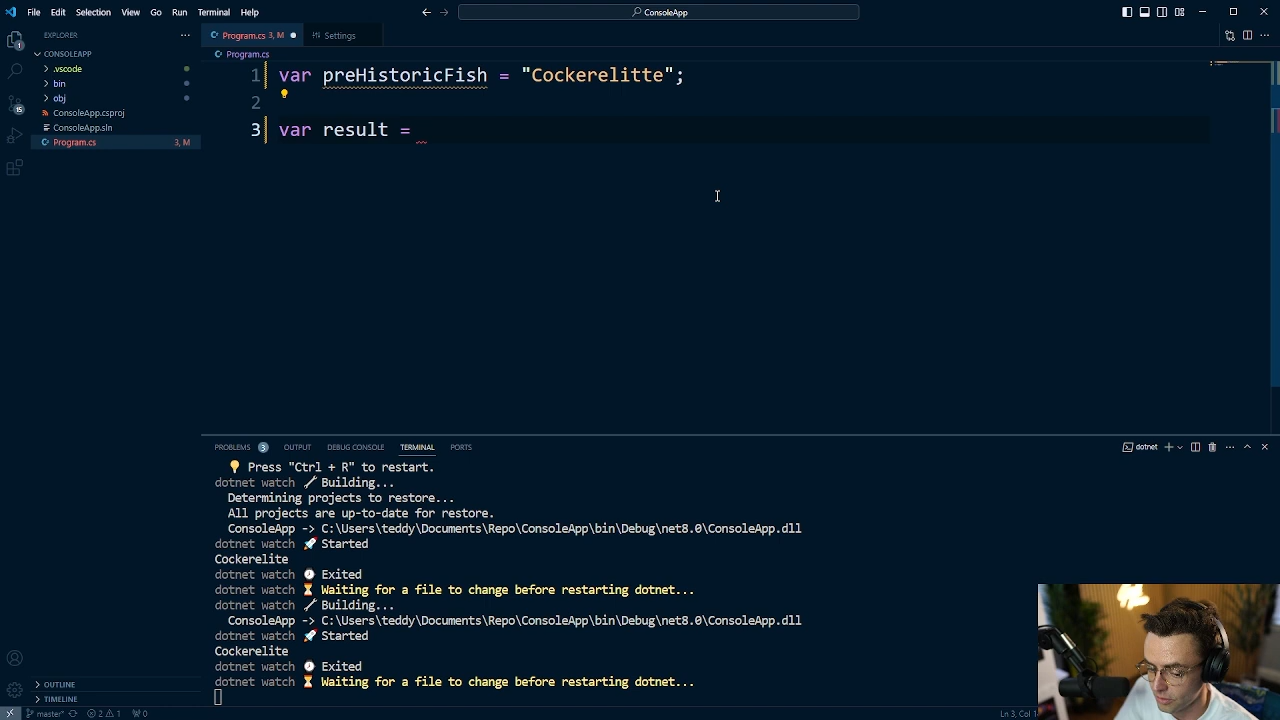 File Edit Selection View Go Run Terminal Help
ConsoleApp
EXPLORER
Program.cs 3, M
Settings
CONSOLEAPP
Program.cs
.vscode
bin
obj
ConsoleApp.csproj
ConsoleApp.sln
Program.cs 3, M
1
15
1 var preHistoricFish = "Cockerelitte";
2
3 var result =
PROBLEMS 3 OUTPUT DEBUG CONSOLE TERMINAL PORTS
dotnet
Press "Ctrl + R" to restart.
dotnet watch Building...
Determining projects to restore...
All projects are up-to-date for restore.
ConsoleApp -> C:\Users\teddy\Documents\Repo\ConsoleApp\bin\Debug\net8.0\ConsoleApp.dll
dotnet watch Started
Cockerelite
dotnet watch Exited
dotnet watch Waiting for a file to change before restarting dotnet...
dotnet watch Building...
ConsoleApp -> C:\Users\teddy\Documents\Repo\ConsoleApp\bin\Debug\net8.0\ConsoleApp.dll
dotnet watch Started
Cockerelite
dotnet watch Exited
dotnet watch Waiting for a file to change before restarting dotnet...
OUTLINE
TIMELINE
master* 2 1 0
Ln 3, Col